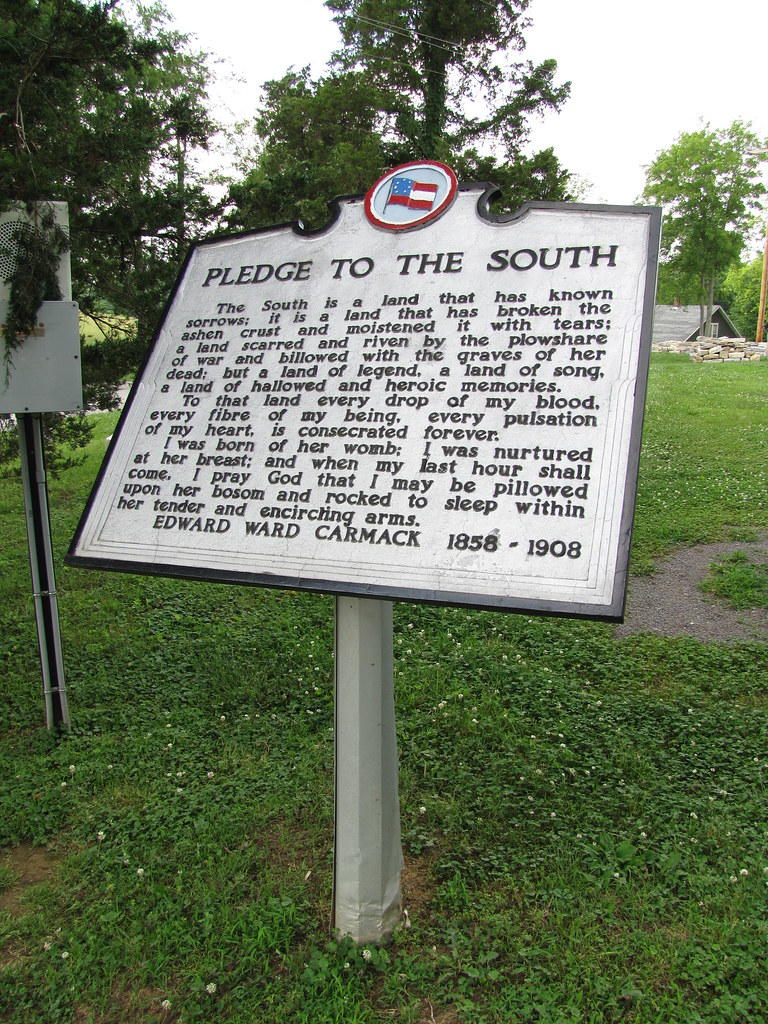 PLEDGE TO THE SOUTH
The South is a land that has known
sorrows; it is a land that has broken the
ashen crust and moistened it with tears;
a land scarred and riven by the plowshare
of war and billowed with the graves of her
dead; but a land of legend, a land of song,
a land of hallowed and heroic memories.
To that land every drop of my blood,
every fibre of my being, every pulsation
of my heart, is consecrated forever.
I was born of her womb; I was nurtured
at her breast; and when my last hour shall
come, I pray God that I may be pillowed
upon her bosom and rocked to sleep within
her tender and encircling arms.
EDWARD WARD CARMACK 1858 - 1908